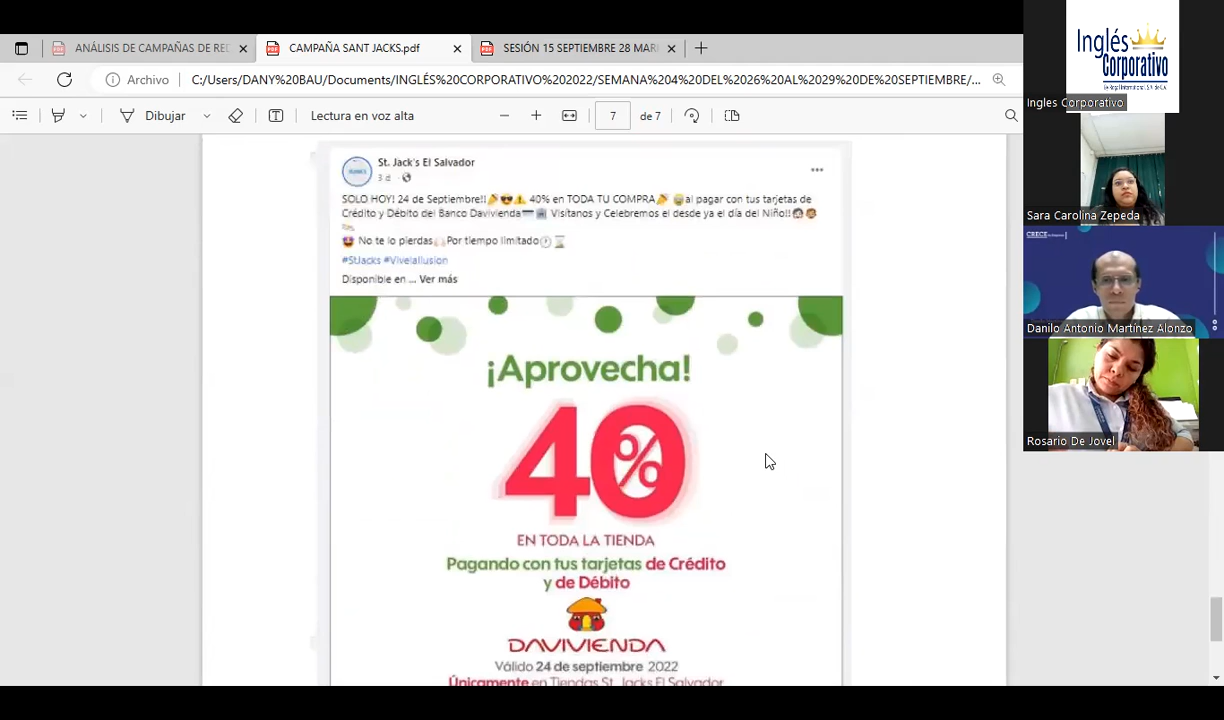 ANÁLISIS DE CAMPAÑAS DE RED
CAMPAÑA SANT JACKS.pdf
SESIÓN 15 SEPTIEMBRE 28 MAR
Archivo
C:/Users/DANY%20BAU/Documents/INGLÉS%20CORPORATIVO%202022/SEMANA%204%20DEL%2026%20AL%2029%20DE%20SEPTIEMBRE/...
Dibujar
Lectura en voz alta
7
de 7
St. Jack's El Salvador
3 d
SOLO HOY! 24 de Septiembre!! 40% en TODA TU COMPRA al pagar con tus tarjetas de
Crédito y Débito del Banco Davivienda Visítanos y Celebremos el desde ya el día del Niño!!
No te lo pierdas Por tiempo limitado
#StJacks #Vivelailusion
Disponible en ... Ver más
¡Aprovecha!
40%
EN TODA LA TIENDA
Pagando con tus tarjetas de Crédito
y de Débito
DAVIVIENDA
Válido 24 de septiembre 2022
Únicamente en Tiendas St. Jacks El Salvador
Inglés
Corporativo
Ingles Corporativo
Sara Carolina Zepeda
CRECE
Danilo Antonio Martínez Alonzo
Rosario De Jovel